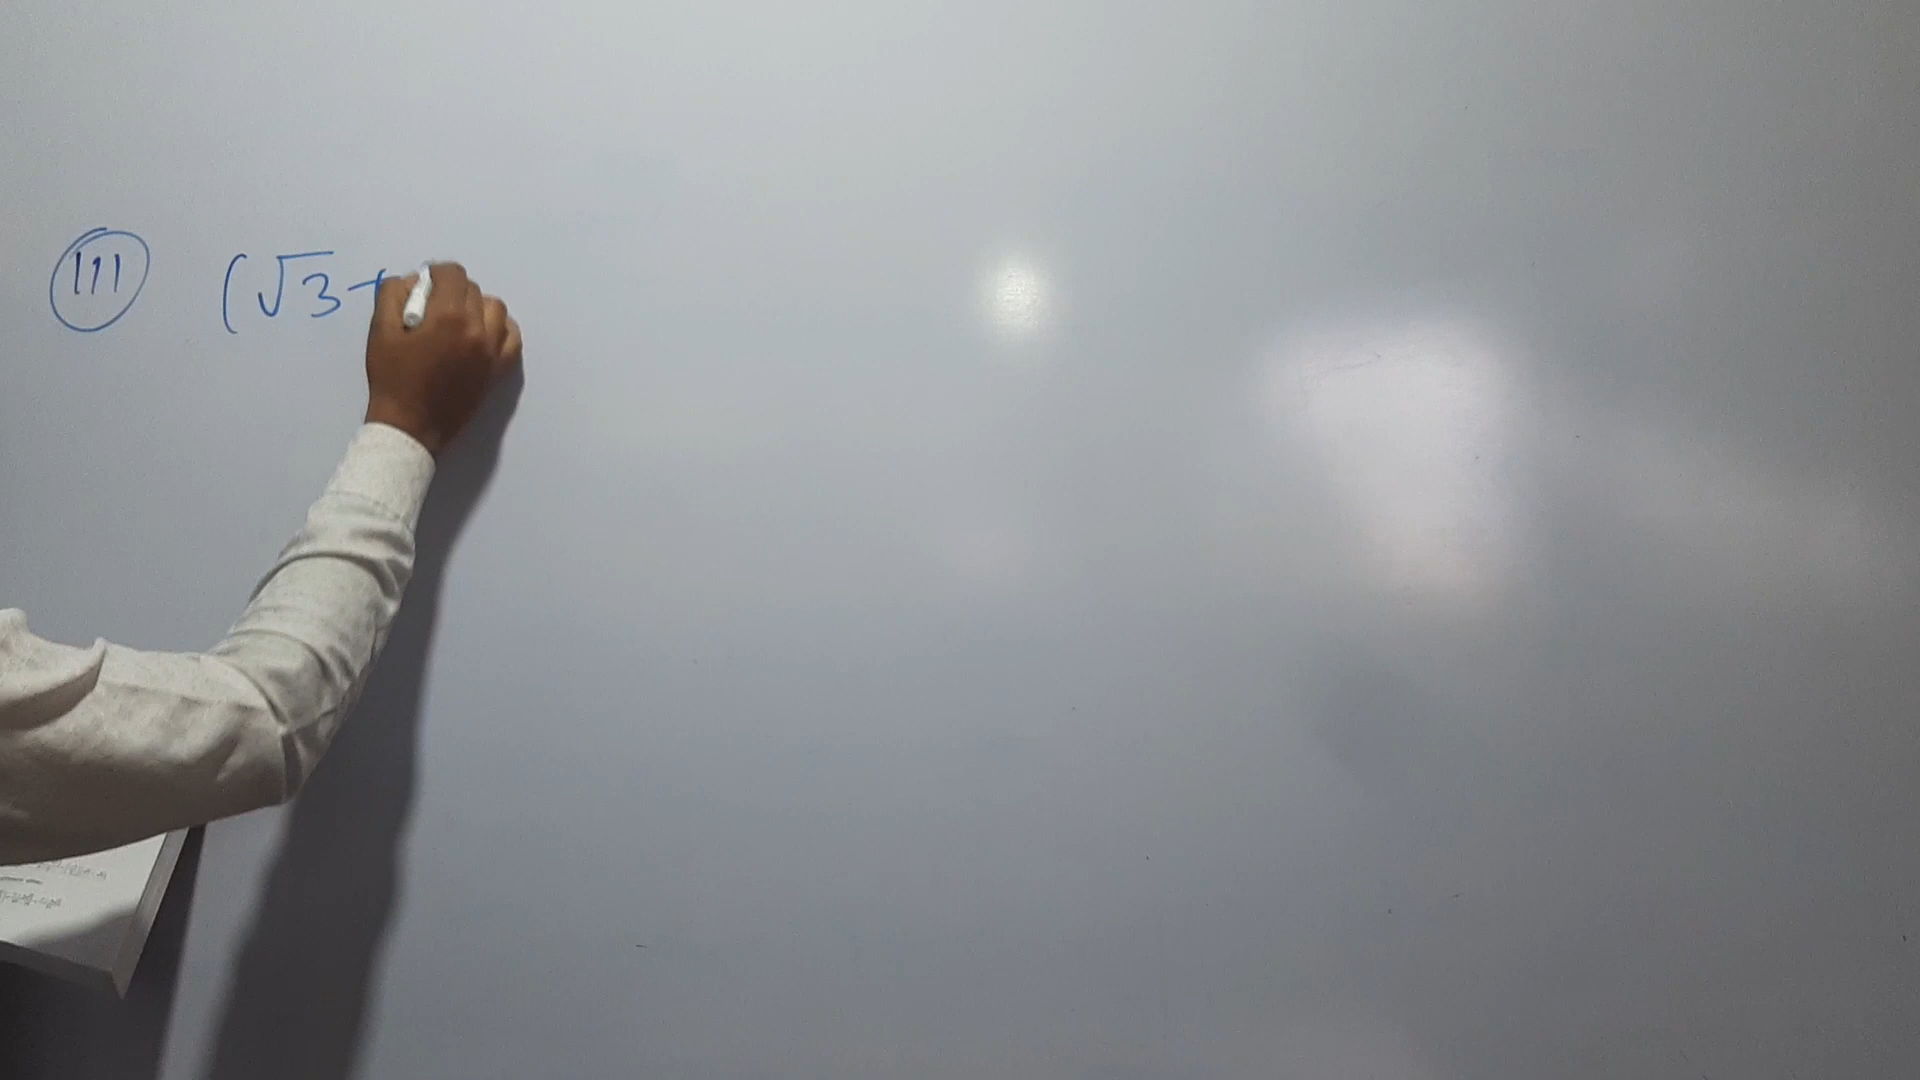 (iii) (√3 +